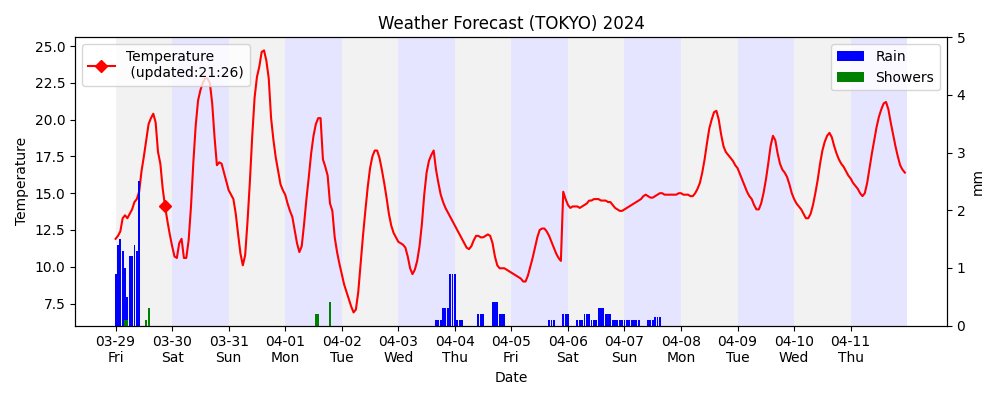 Weather Forecast (TOKYO) 2024
Temperature
(updated:21:26)
Rain
Showers
Temperature
25.0
22.5
20.0
17.5
15.0
12.5
10.0
7.5
5
4
3
2
1
0
mm
03-29 03-30 03-31 04-01 04-02 04-03 04-04 04-05 04-06 04-07 04-08 04-09 04-10 04-11
Fri Sat Sun Mon Tue Wed Thu Fri Sat Sun Mon Tue Wed Thu
Date